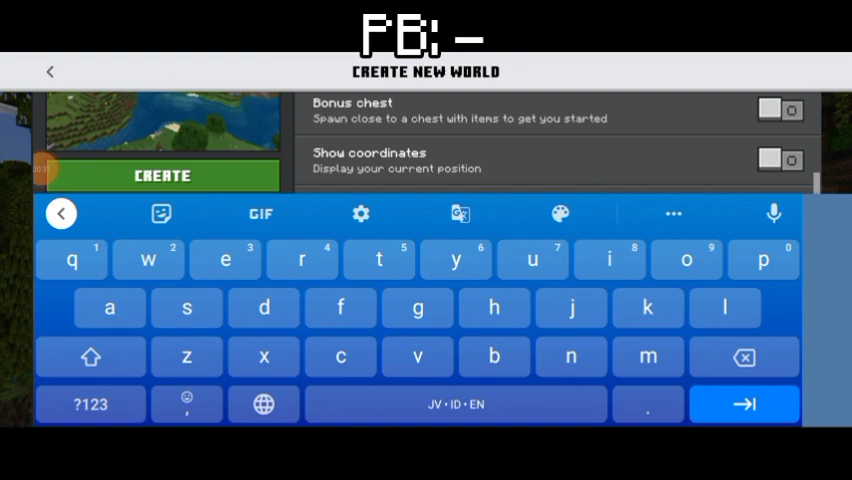 PB: -
CREATE NEW WORLD
Bonus chest
Spawn close to a chest with items to get you started
Show coordinates
Display your current position
CREATE
GIF
q 1 w 2 e 3 r 4 t 5 y 6 u 7 i 8 o 9 p 0
a s d f g h j k l
z x c v b n m
?123 , JV • ID • EN .